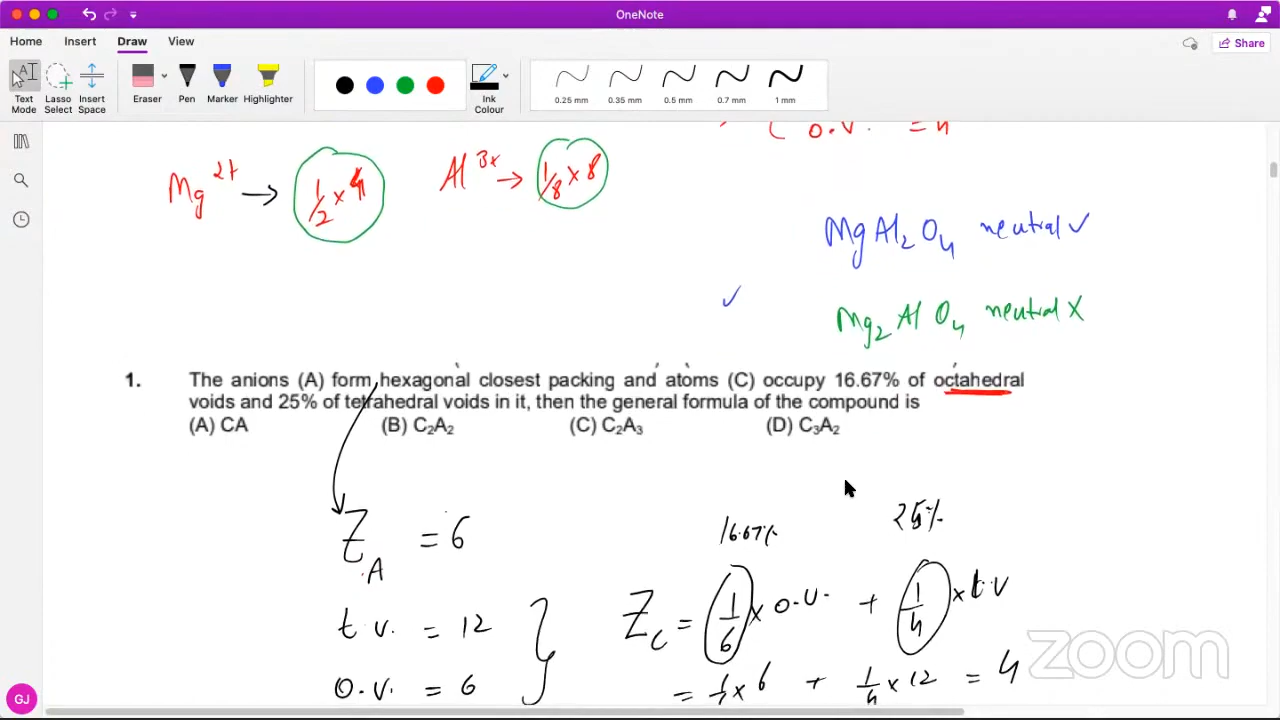 OneNote
Home Insert Draw View
Share
Text Mode
Lasso Select
Insert Space
Eraser
Pen
Marker
Highlighter
0.25 mm
0.35 mm
0.5 mm
0.7 mm
1 mm
Ink Colour
O.V. = 4
Mg2+ → 1/2 × 4 Al3+ → 1/8 × 8
MgAl2O4 neutral ✓
✓
Mg2AlO4 neutral X
1. The anions (A) form hexagonal closest packing and atoms (C) occupy 16.67% of octahedral
voids and 25% of tetrahedral voids in it, then the general formula of the compound is
(A) CA (B) C2A2 (C) C2A3 (D) C3A2
16.67% 25%
ZA = 6
ZC = 1/6 × o.v. + 1/4 × t.v
t.v. = 12
o.v. = 6
= 1/6 × 6 + 1/4 × 12 = 4
zoom
GJ